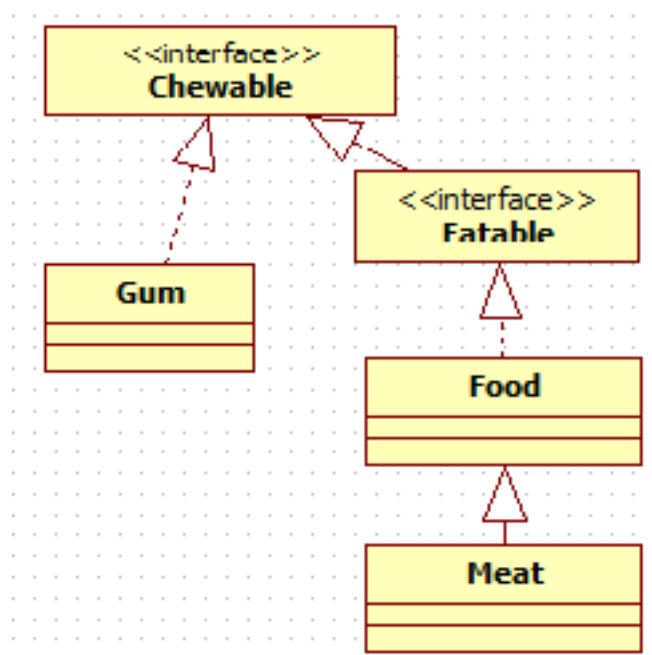 <<interface>>
Chewable
<<interface>>
Eatable
Gum
Food
Meat